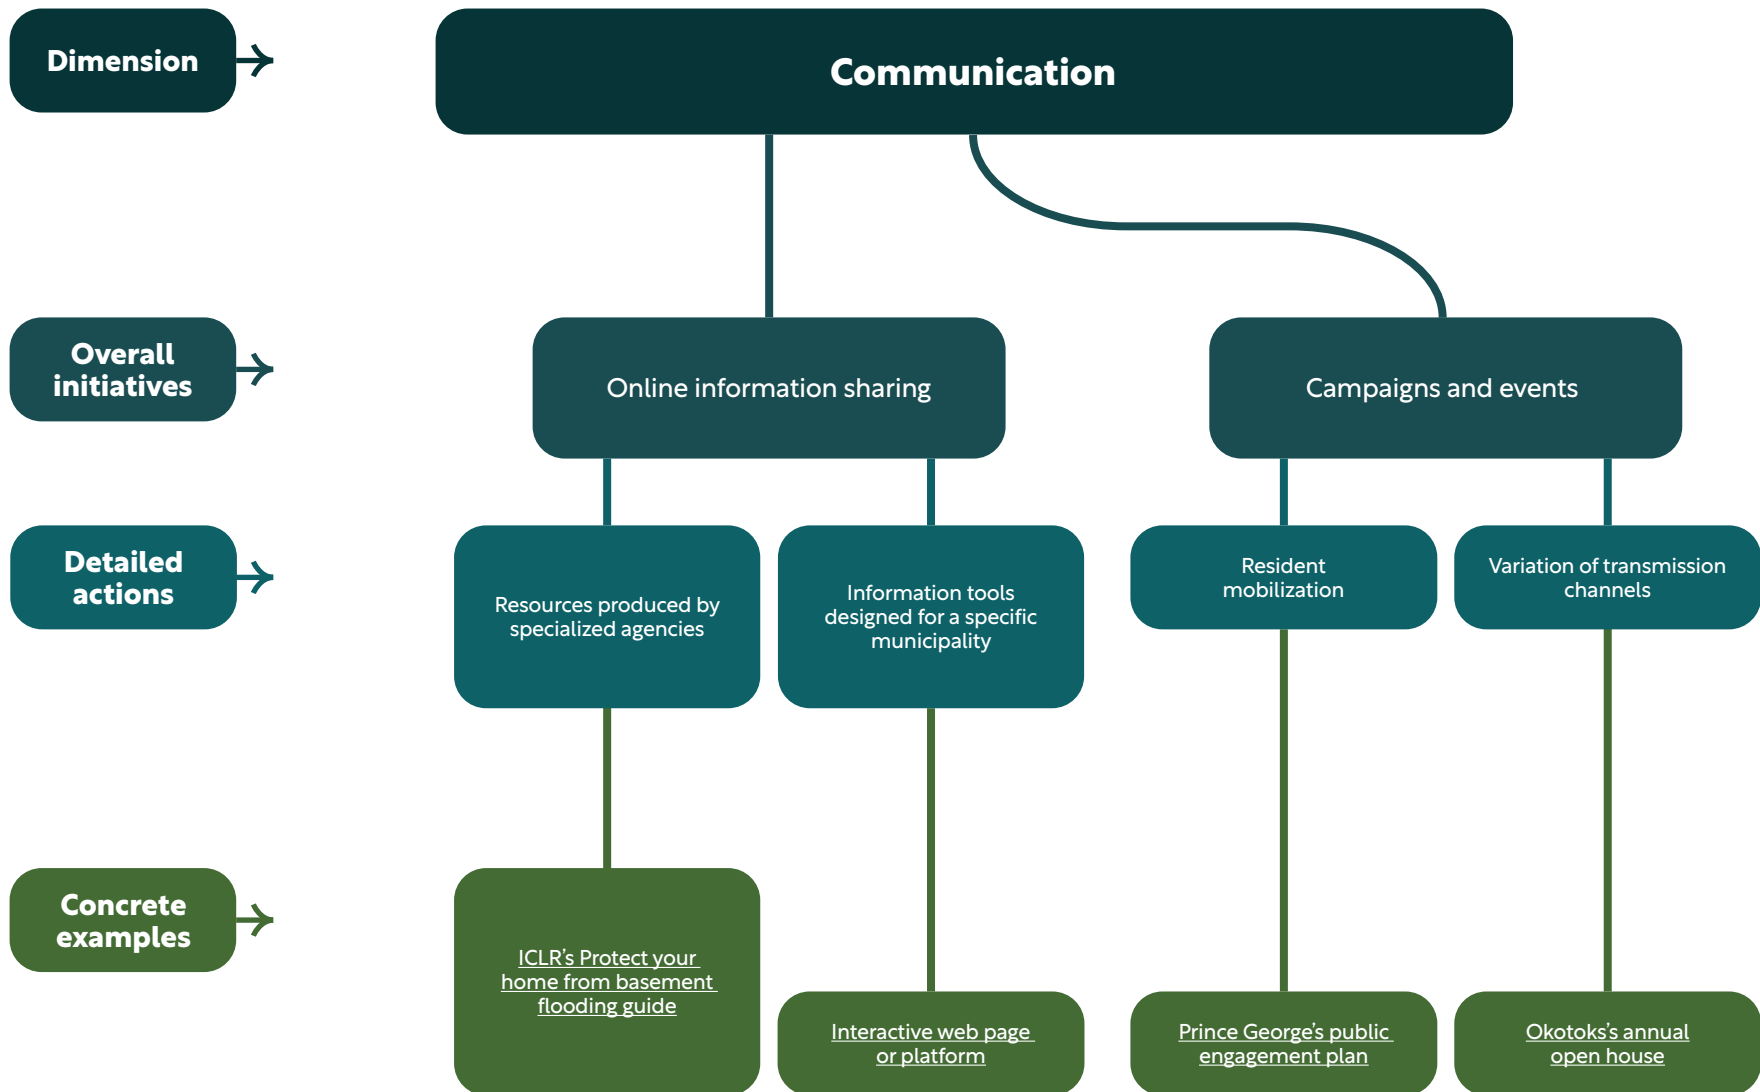 Dimension
Communication
Overall
initiatives
Online information sharing
Campaigns and events
Detailed
actions
Resources produced by
specialized agencies
Information tools
designed for a specific
municipality
Resident
mobilization
Variation of transmission
channels
Concrete
examples
ICLR’s Protect your
home from basement
flooding guide
Interactive web page
or platform
Prince George’s public
engagement plan
Okotoks’s annual
open house